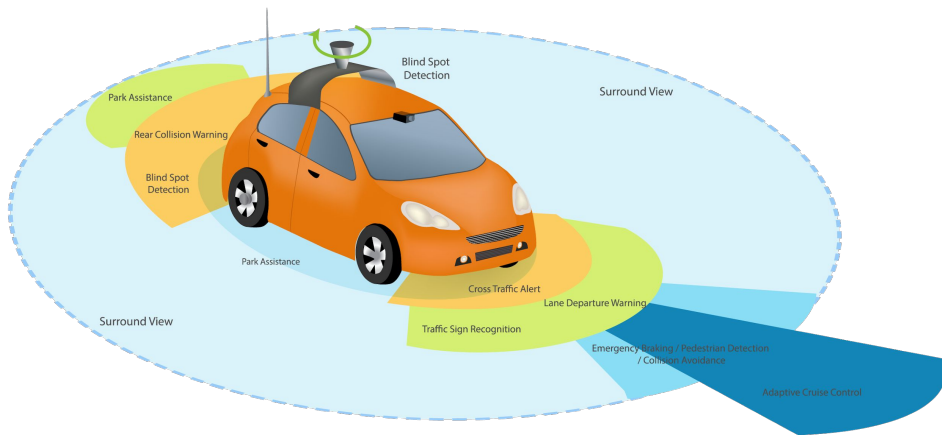 Blind Spot
Detection
Surround View
Park Assistance
Rear Collision Warning
Blind Spot
Detection
Park Assistance
Cross Traffic Alert
Lane Departure Warning
Surround View
Traffic Sign Recognition
Emergency Braking / Pedestrian Detection
/ Collision Avoidance
Adaptive Cruise Control